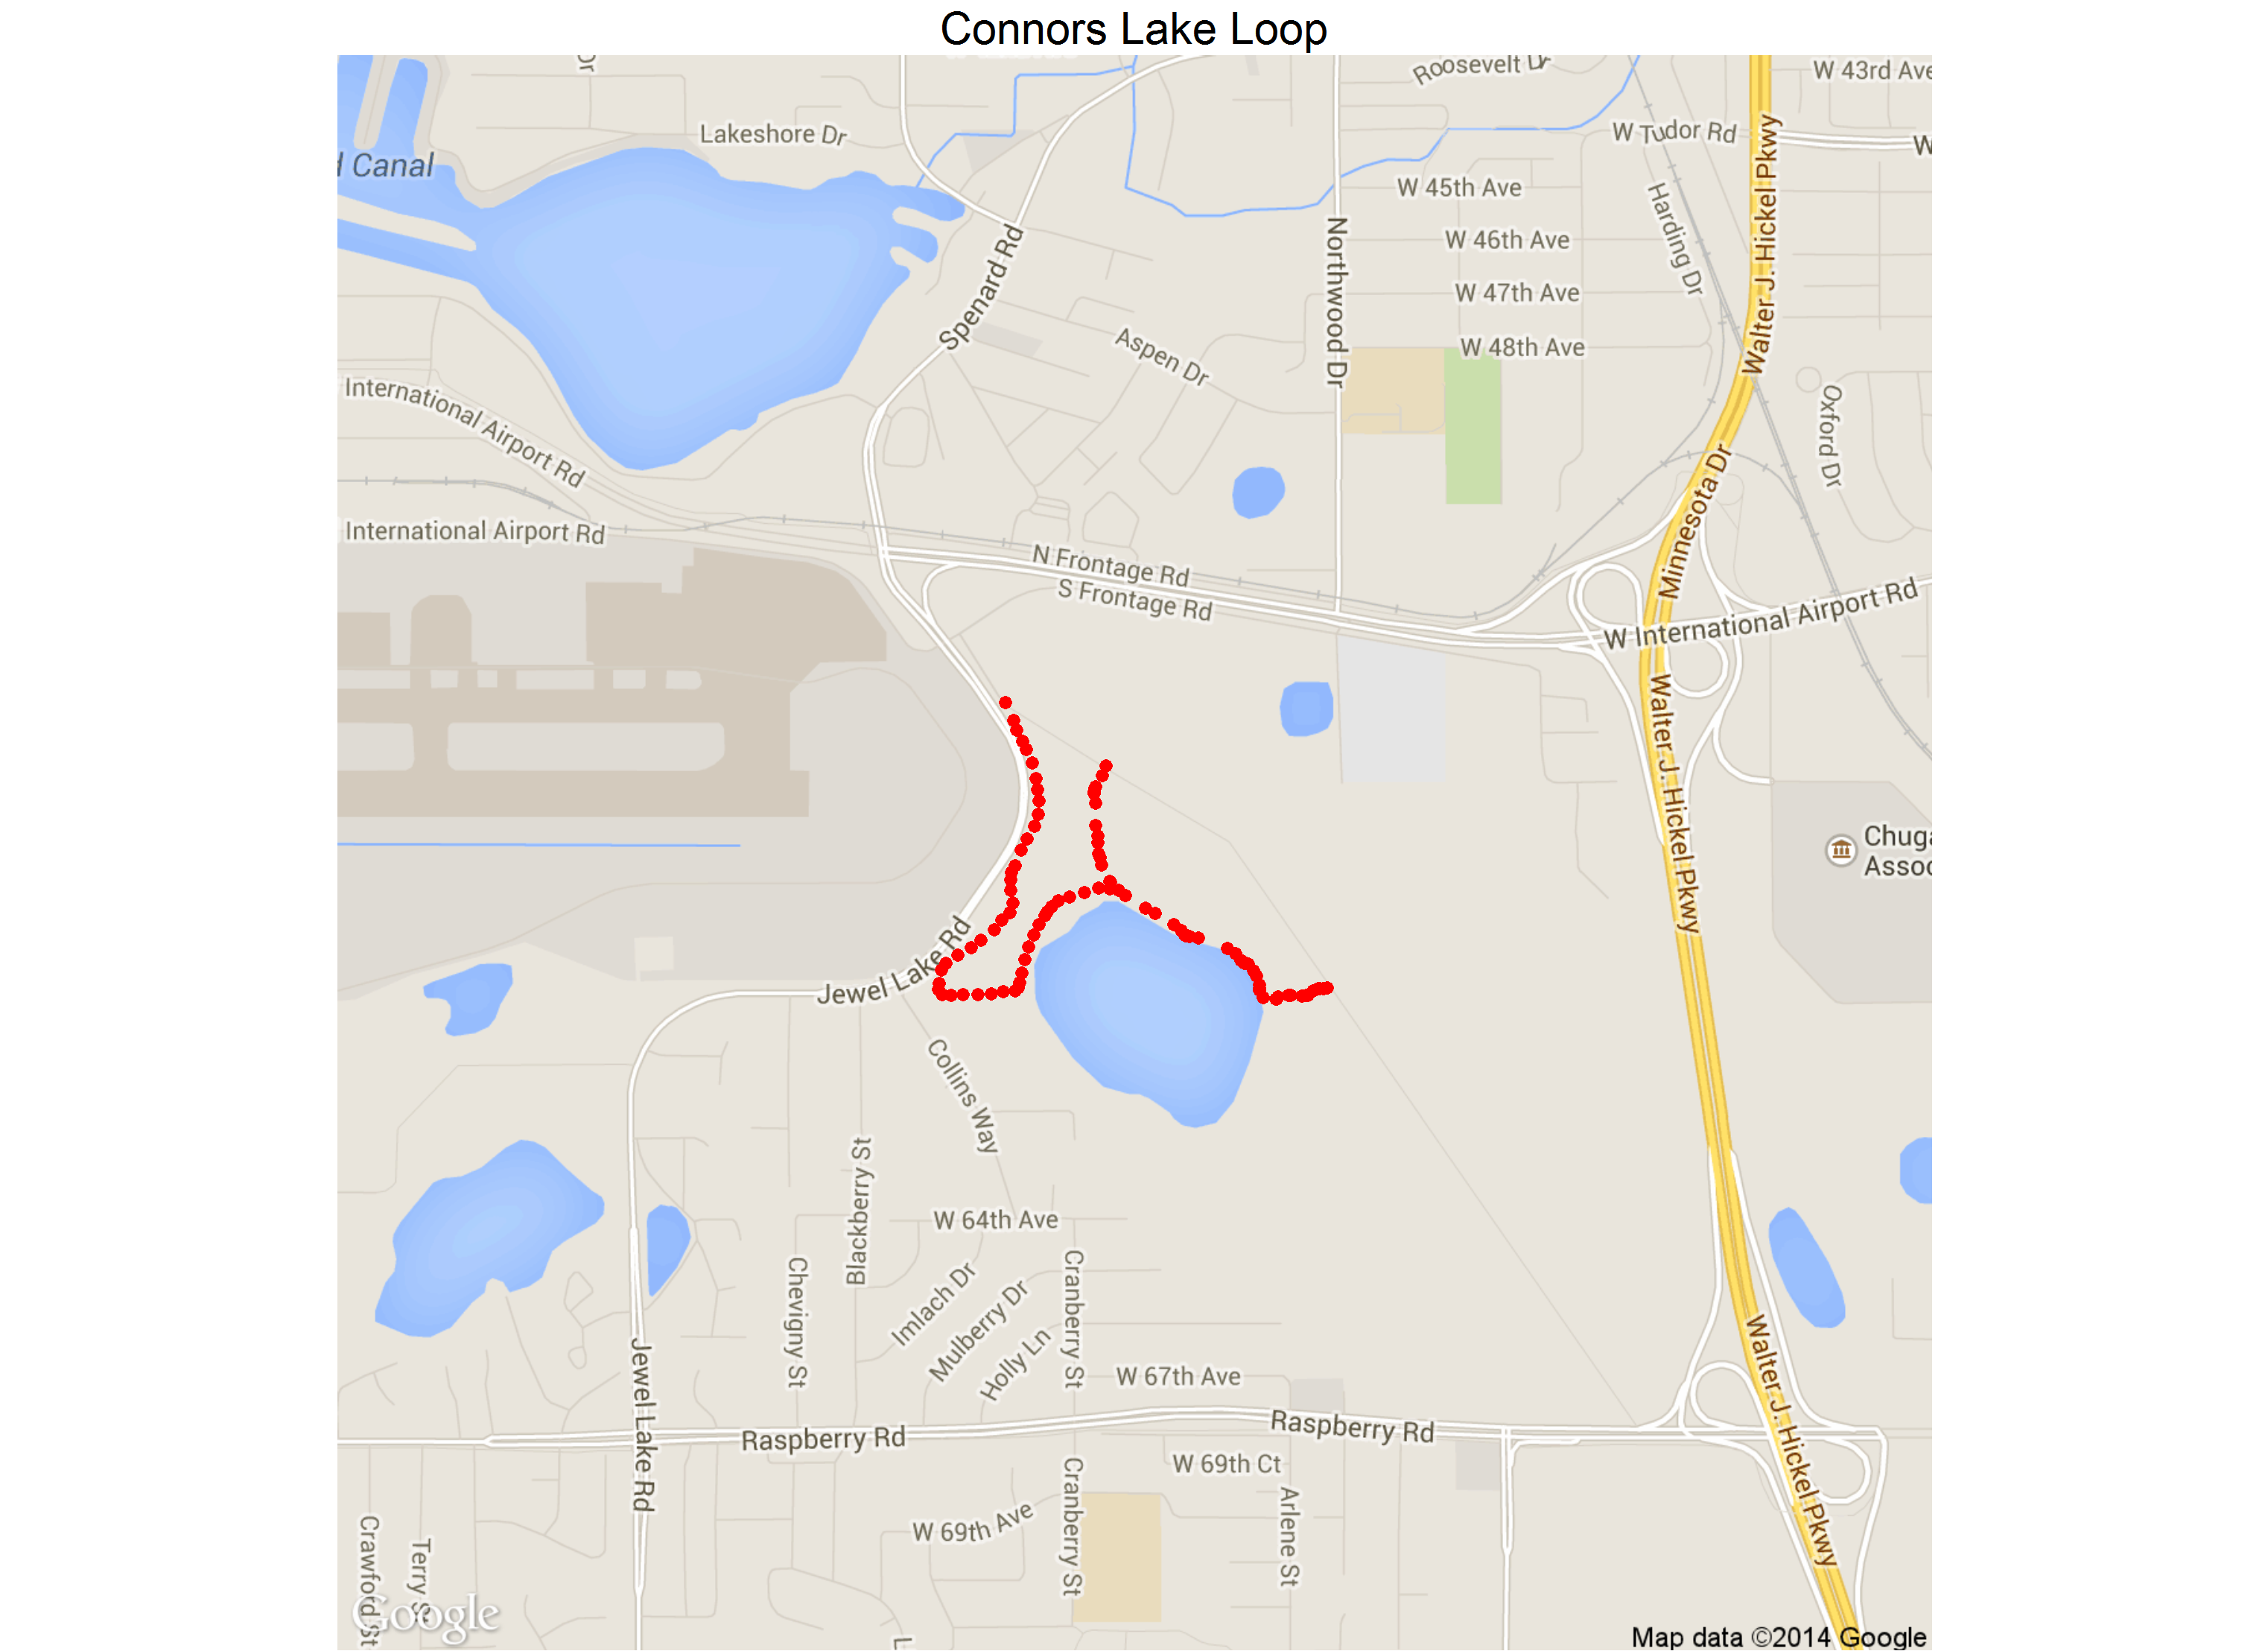 Connors Lake Loop
Dr
Roosevelt Dr
W 43rd Ave
Lakeshore Dr
W Tudor Rd
W
d Canal
W 45th Ave
Harding Dr
Walter J. Hickel Pkwy
Spenard Rd
Northwood Dr
W 46th Ave
W 47th Ave
Aspen Dr
W 48th Ave
International Airport Rd
Oxford Dr
Minnesota Dr
International Airport Rd
N Frontage Rd
S Frontage Rd
W International Airport Rd
Walter J. Hickel Pkwy
Chuga
Assoc
Jewel Lake Rd
Collins Way
Blackberry St
W 64th Ave
Chevigny St
Imlach Dr
Mulberry Dr
Holly Ln
Cranberry St
W 67th Ave
Jewel Lake Rd
Raspberry Rd
Raspberry Rd
Walter J. Hickel Pkwy
W 69th Ct
Cranberry St
Arlene St
W 69th Ave
Crawford St
Terry St
Google
L
Map data ©2014 Google